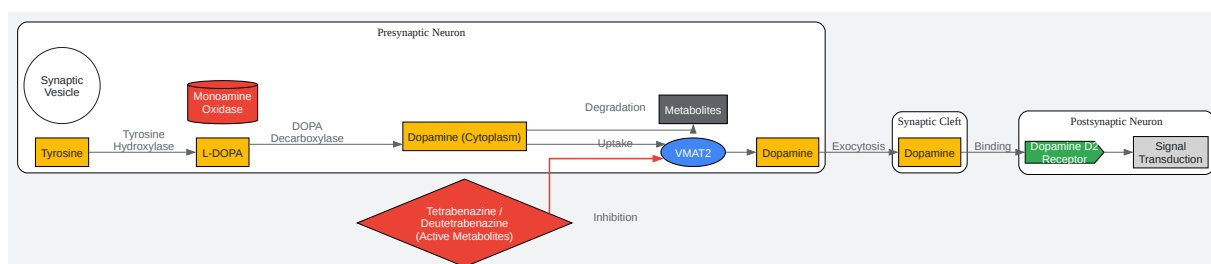 Presynaptic Neuron
Synaptic
Vesicle
Monoamine
Oxidase
Tyrosine
Tyrosine
Hydroxylase
L-DOPA
DOPA
Decarboxylase
Dopamine (Cytoplasm)
Degradation
Metabolites
Uptake
VMAT2
Dopamine
Exocytosis
Synaptic Cleft
Dopamine
Binding
Postsynaptic Neuron
Dopamine D2
Receptor
Signal
Transduction
Tetrabenazine /
Deutetrabenazine
(Active Metabolites)
Inhibition